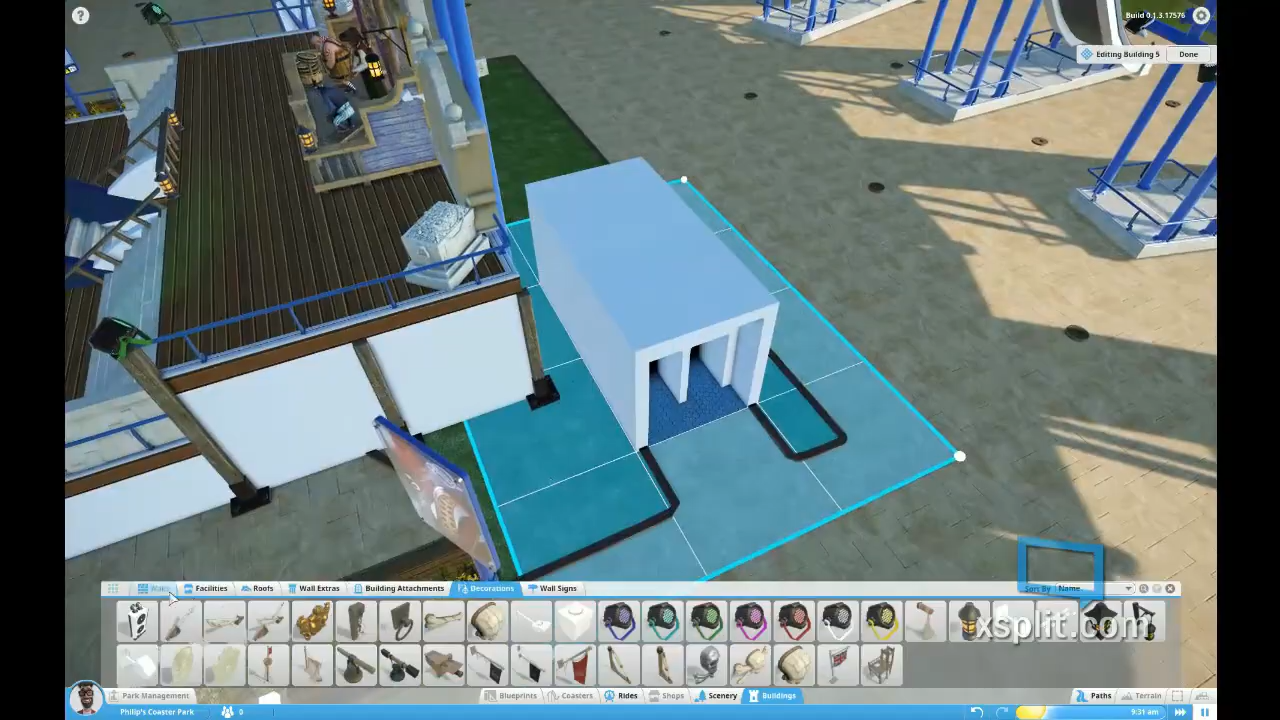 Build 0.1.3.17576
Editing Building 5 Done
Walls Facilities Roofs Wall Extras Building Attachments Decorations Wall Signs Sort By Name
xsplit.com
Park Management Blueprints Coasters Rides Shops Scenery Buildings Paths Terrain
Philip's Coaster Park 0 9:31 am